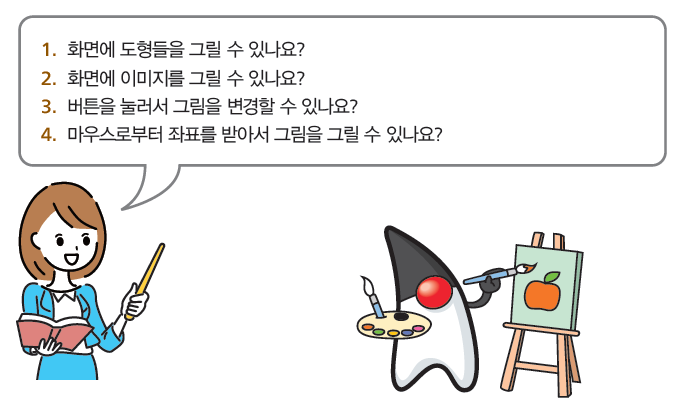 1. 화면에 도형들을 그릴 수 있나요?
2. 화면에 이미지를 그릴 수 있나요?
3. 버튼을 눌러서 그림을 변경할 수 있나요?
4. 마우스로부터 좌표를 받아서 그림을 그릴 수 있나요?